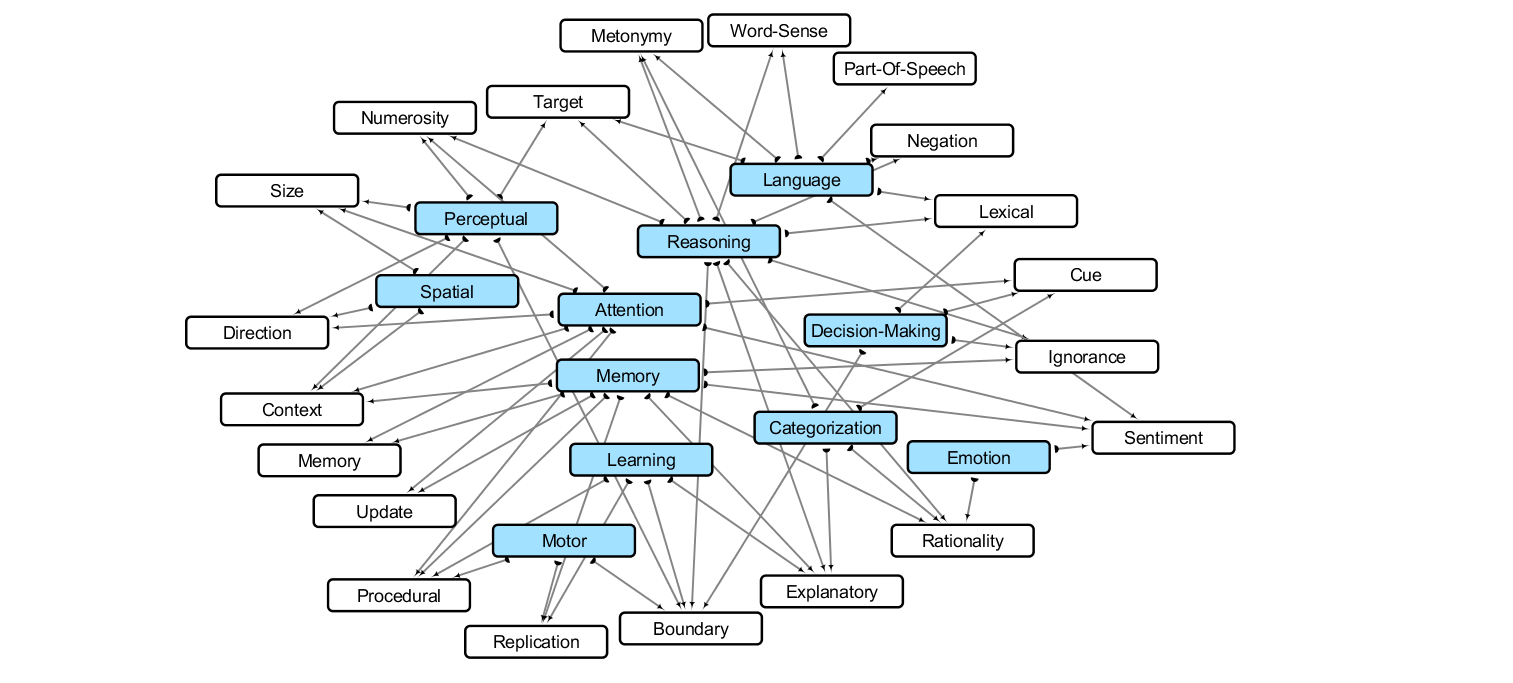 Metonymy
Word-Sense
Part-Of-Speech
Target
Numerosity
Negation
Language
Size
Perceptual
Lexical
Reasoning
Cue
Spatial
Attention
Direction
Decision-Making
Ignorance
Memory
Context
Categorization
Sentiment
Memory
Learning
Emotion
Update
Motor
Rationality
Procedural
Explanatory
Boundary
Replication